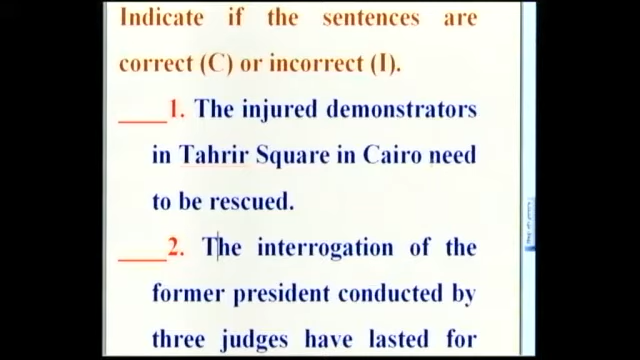 Indicate if the sentences are
correct (C) or incorrect (I).
____1. The injured demonstrators
in Tahrir Square in Cairo need
to be rescued.
____2. The interrogation of the
former president conducted by
three judges have lasted for